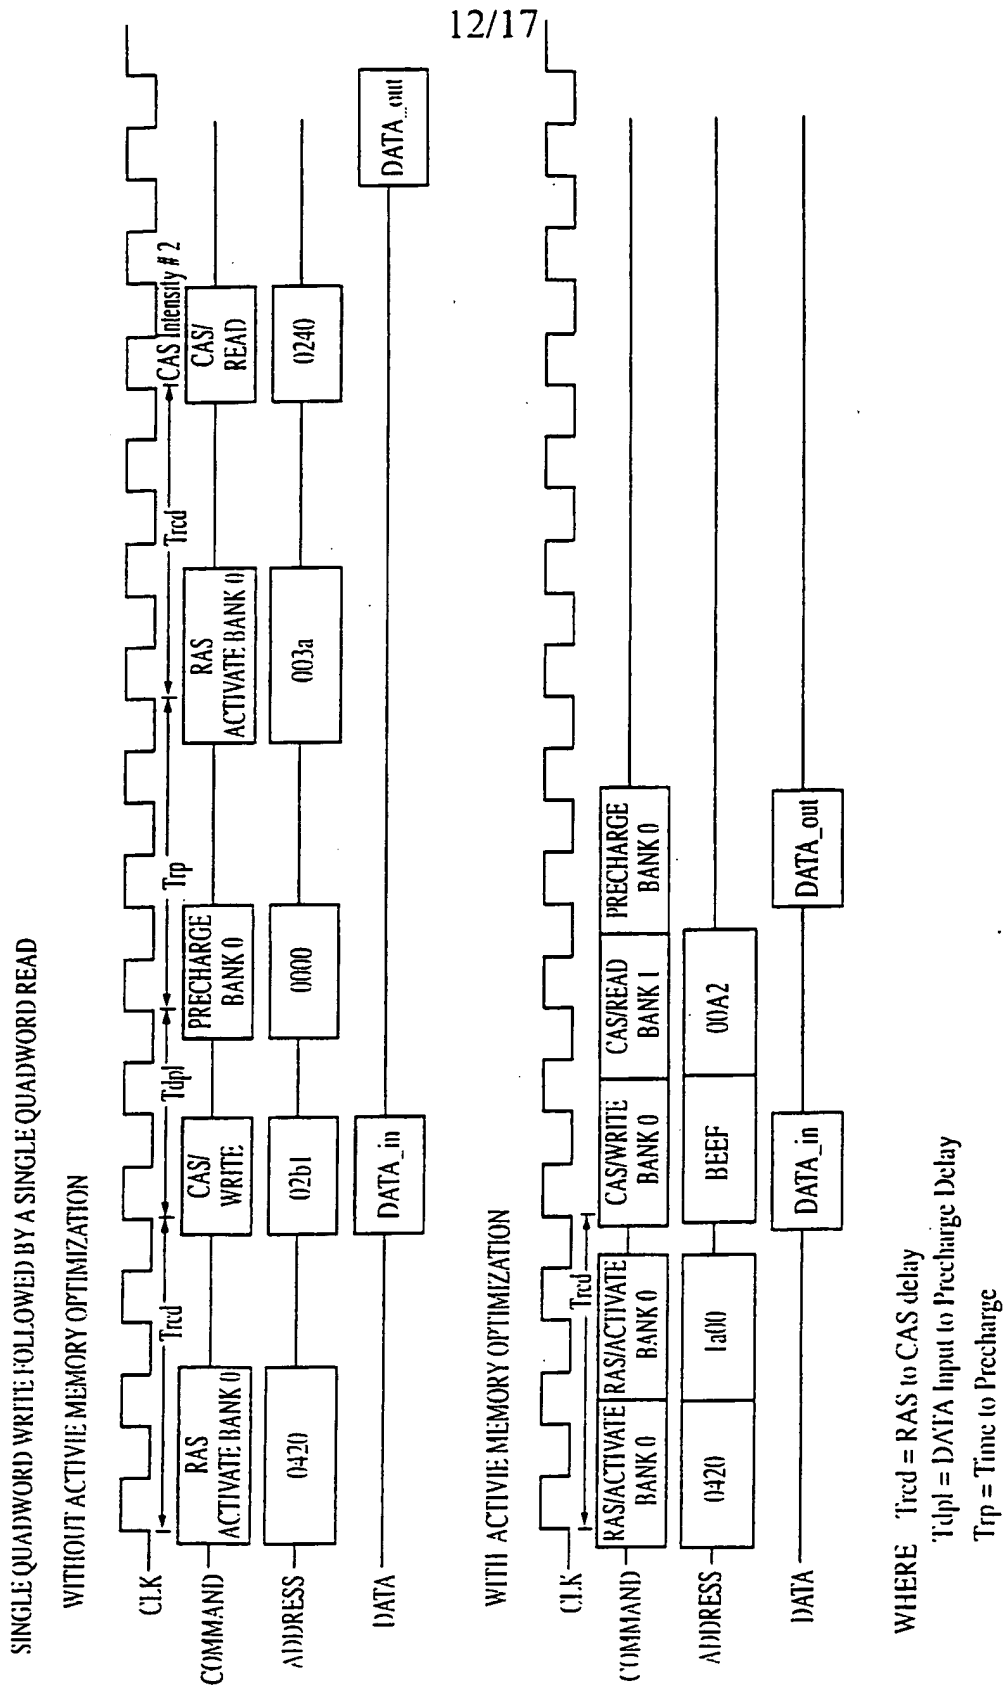 12/17
SINGLE QUADWORD WRITE FOLLOWED BY A SINGLE QUADWORD READ
WITHOUT ACTIVIE MEMORY OPTIMIZATION
CLK
Trcd
Tdpl
Trp
Trcd
CAS Intensity # 2
COMMAND
RAS
ACTIVATE BANK 0
CAS/
WRITE
PRECHARGE
BANK 0
RAS
ACTIVATE BANK 0
CAS/
READ
ADDRESS
0420
02b1
0000
003a
0240
DATA
DATA_in
DATA_out
WITH ACTIVIE MEMORY OPTIMIZATION
CLK
Trcd
COMMAND
RAS/ACTIVATE
BANK 0
RAS/ACTIVATE
BANK 0
CAS/WRITE
BANK 0
CAS/READ
BANK 1
PRECHARGE
BANK 0
ADDRESS
0420
1a00
BEEF
00A2
DATA
DATA_in
DATA_out
WHERE Trcd = RAS to CAS delay
Tdpl = DATA Input to Precharge Delay
Trp = Time to Precharge